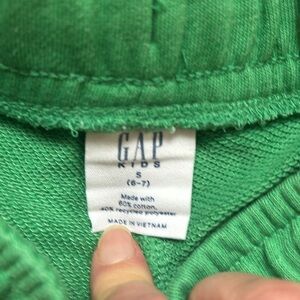 GAP
KIDS
S
(6-7)
Made with
60% cotton,
40% recycled polyester
MADE IN VIETNAM